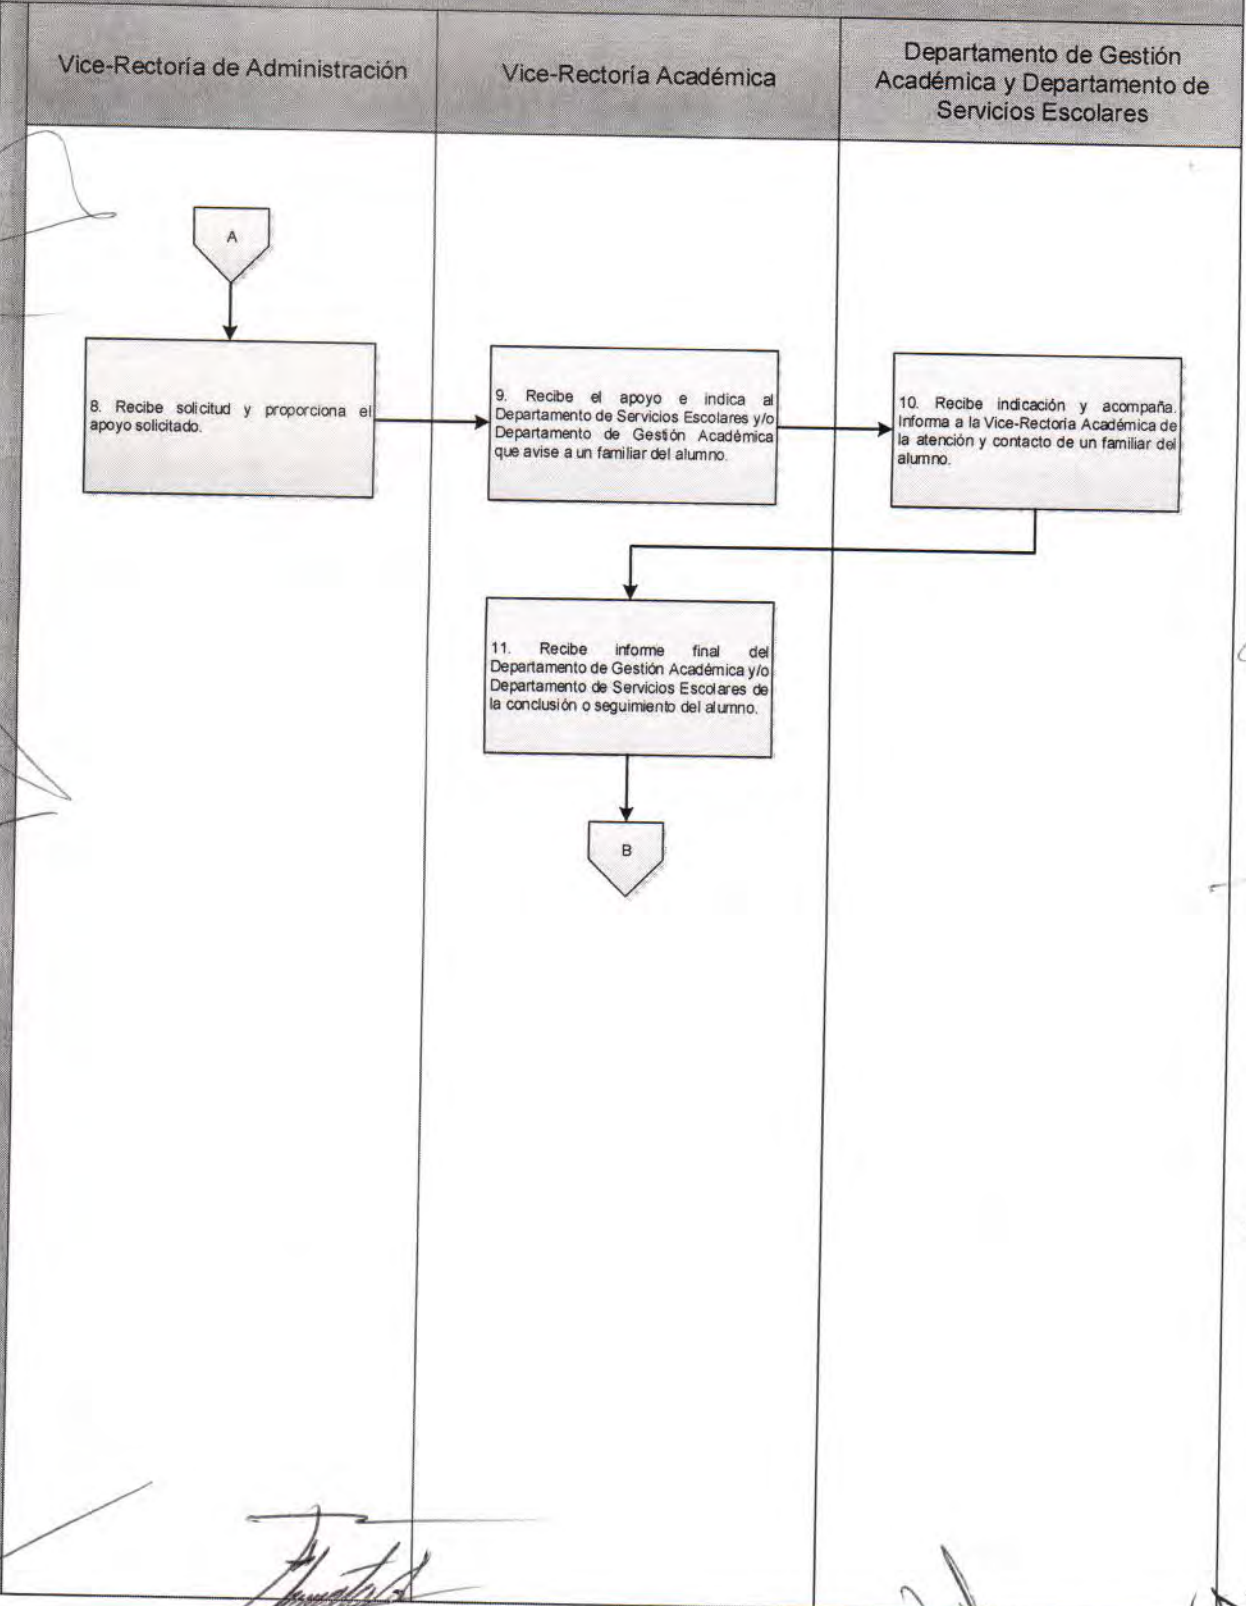 Vice-Rectoría de Administración
Vice-Rectoría Académica
Departamento de Gestión
Académica y Departamento de
Servicios Escolares
A
8. Recibe solicitud y proporciona el
apoyo solicitado.
9. Recibe el apoyo e indica al
Departamento de Servicios Escolares y/o
Departamento de Gestión Académica
que avise a un familiar del alumno.
10. Recibe indicación y acompaña.
Informa a la Vice-Rectoría Académica de
la atención y contacto de un familiar del
alumno.
11. Recibe informe final del
Departamento de Gestión Académica y/o
Departamento de Servicios Escolares de
la conclusión o seguimiento del alumno.
B